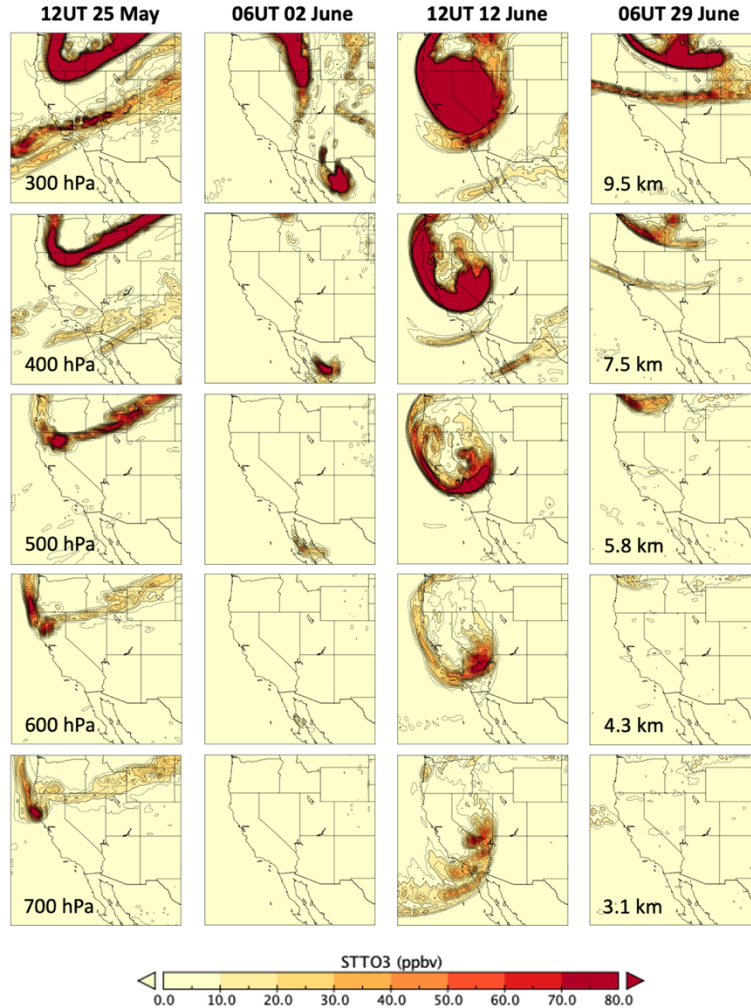 12UT 25 May 06UT 02 June 12UT 12 June 06UT 29 June
300 hPa 9.5 km
400 hPa 7.5 km
500 hPa 5.8 km
600 hPa 4.3 km
700 hPa 3.1 km
STTO3 (ppbv)
0.0 10.0 20.0 30.0 40.0 50.0 60.0 70.0 80.0